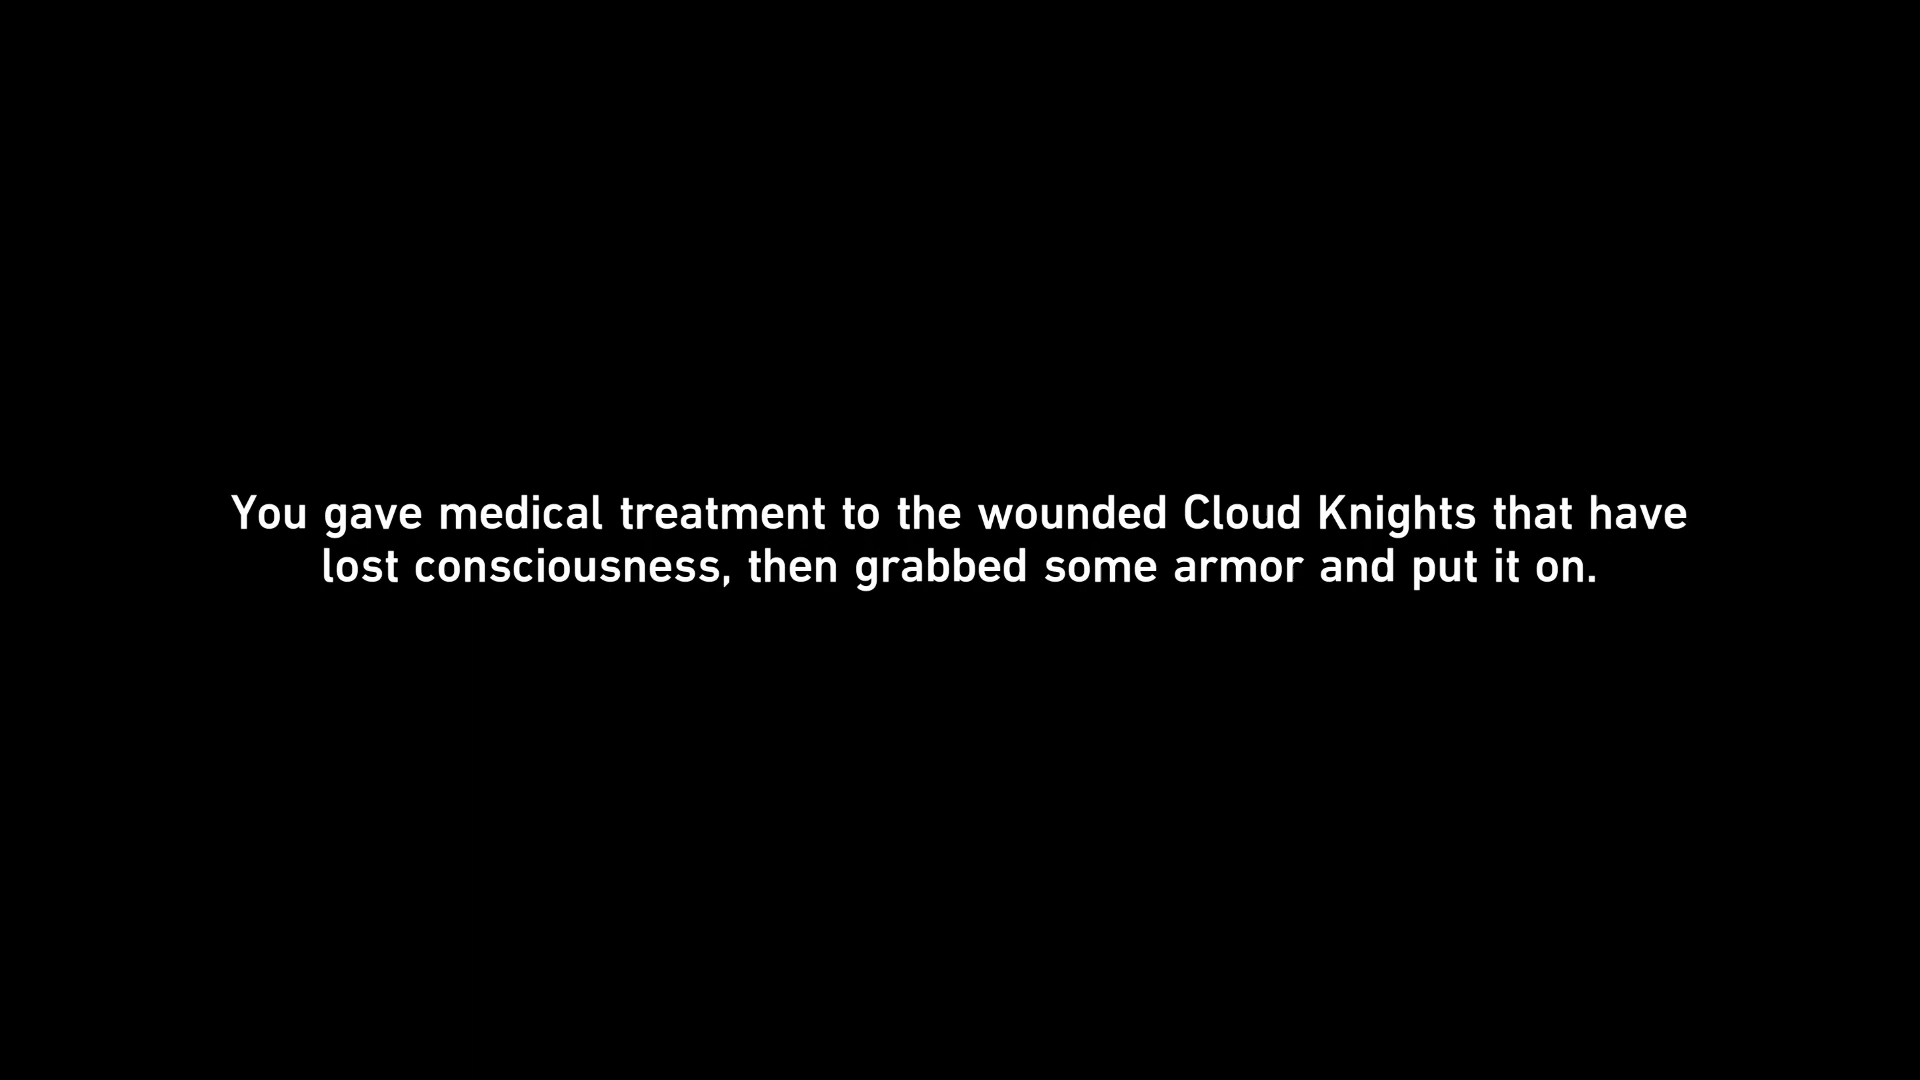 You gave medical treatment to the wounded Cloud Knights that have
lost consciousness, then grabbed some armor and put it on.